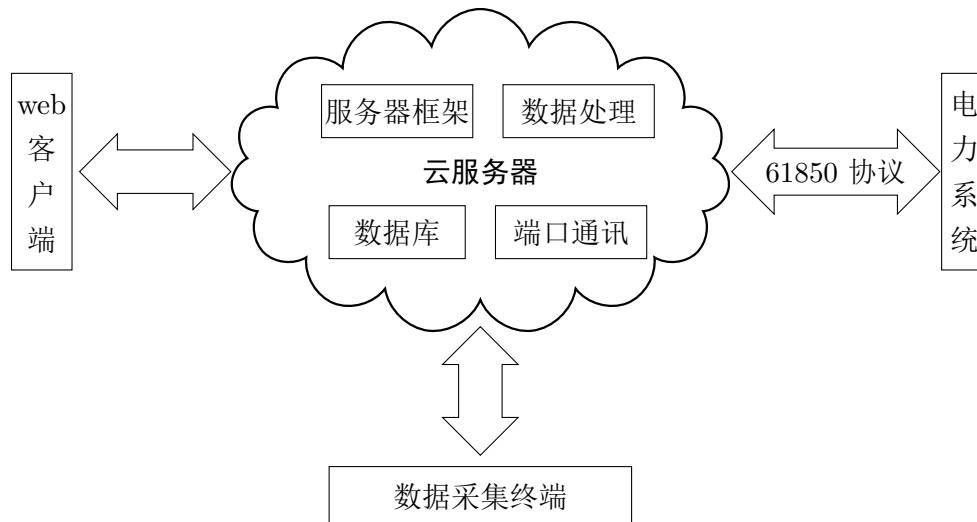 web
客
户
端
服务器框架
数据处理
云服务器
数据库
端口通讯
61850 协议
电
力
系
统
数据采集终端